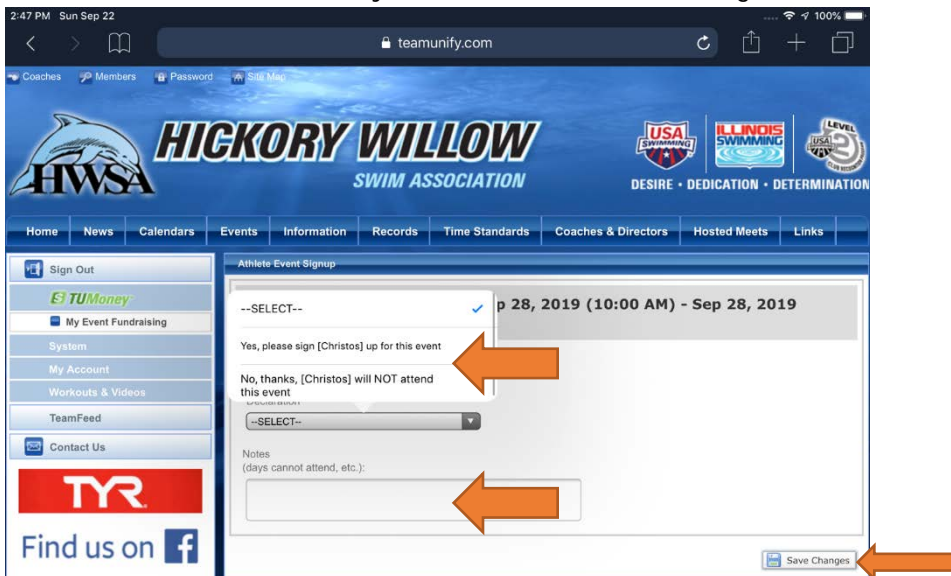 2:47 PM Sun Sep 22
100%
teamunify.com
Coaches Members Password Site Map
HWSA
HICKORY WILLOW
SWIM ASSOCIATION
USA
SWIMMING
ILLINOIS
SWIMMING
LEVEL
USA
2
DESIRE • DEDICATION • DETERMINATION
Home News Calendars Events Information Records Time Standards Coaches & Directors Hosted Meets Links
Sign Out
TUMoney
My Event Fundraising
System
My Account
Workouts & Videos
TeamFeed
Contact Us
TYR
Find us on f
Athlete Event Signup
p 28, 2019 (10:00 AM) - Sep 28, 2019
--SELECT--
Yes, please sign [Christos] up for this event
No, thanks, [Christos] will NOT attend
this event
Declaration
--SELECT--
Notes
(days cannot attend, etc.):
Save Changes